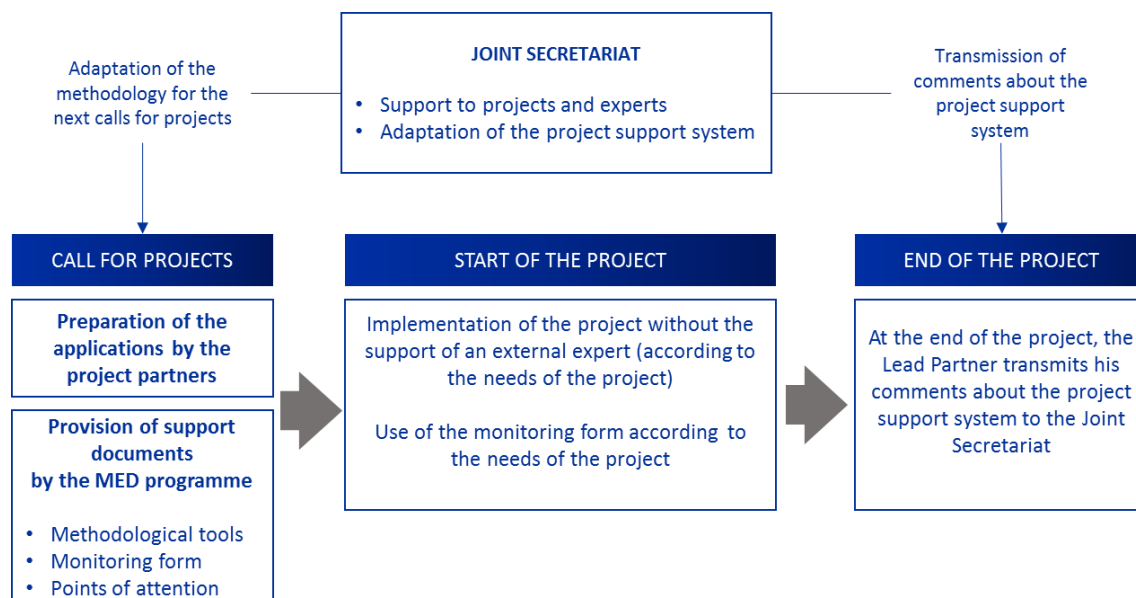 JOINT SECRETARIAT
• Support to projects and experts
• Adaptation of the project support system
Adaptation of the
methodology for the
next calls for projects
Transmission of
comments about the
project support
system
CALL FOR PROJECTS
Preparation of the
applications by the
project partners
Provision of support
documents
by the MED programme
• Methodological tools
• Monitoring form
• Points of attention
START OF THE PROJECT
Implementation of the project without the
support of an external expert (according to
the needs of the project)
Use of the monitoring form according to
the needs of the project
END OF THE PROJECT
At the end of the project, the
Lead Partner transmits his
comments about the project
support system to the Joint
Secretariat